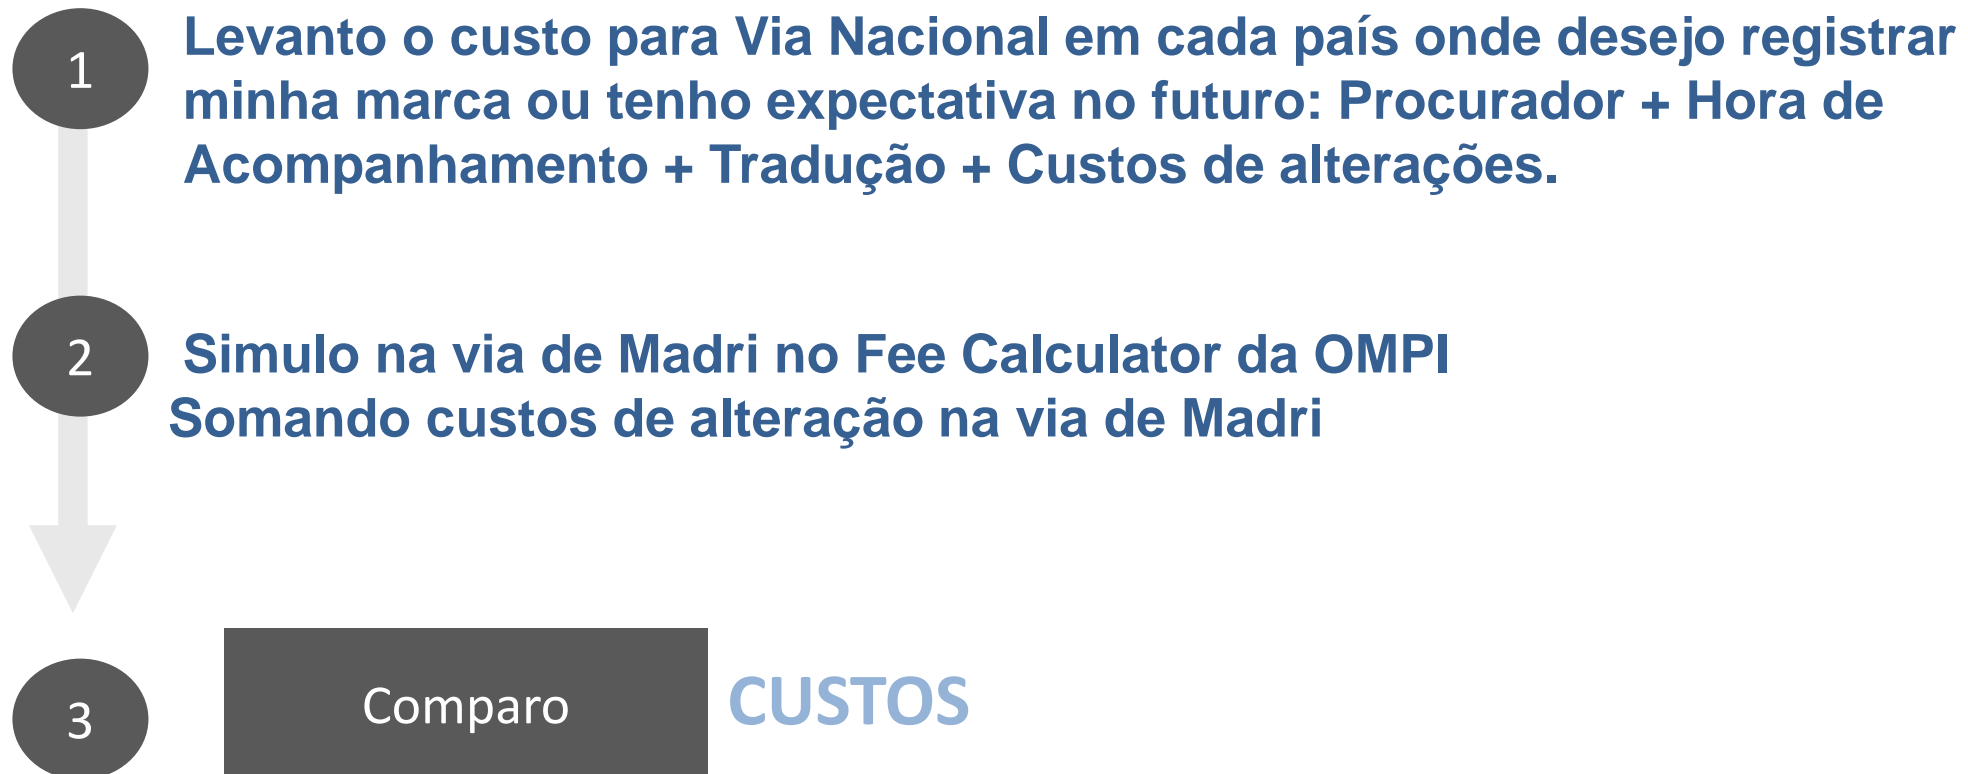 1
Levanto o custo para Via Nacional em cada país onde desejo registrar
minha marca ou tenho expectativa no futuro: Procurador + Hora de
Acompanhamento + Tradução + Custos de alterações.
2
Simulo na via de Madri no Fee Calculator da OMPI
Somando custos de alteração na via de Madri
3
Comparo
CUSTOS